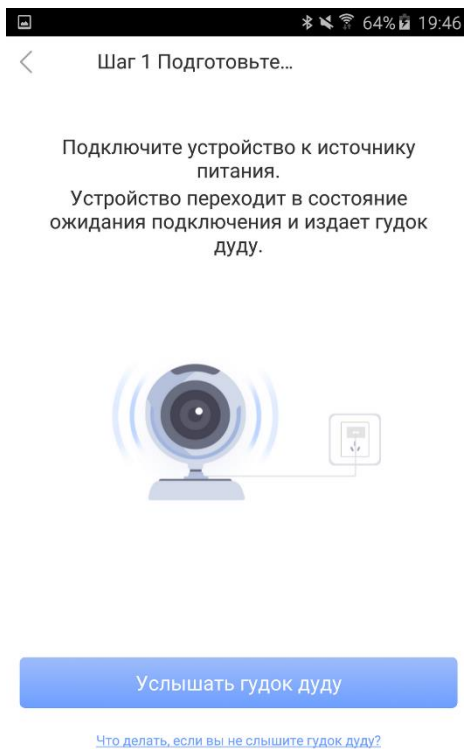 64% 19:46
Шаг 1 Подготовьте...
Подключите устройство к источнику
питания.
Устройство переходит в состояние
ожидания подключения и издает гудок
дуду.
Услышать гудок дуду
Что делать, если вы не слышите гудок дуду?